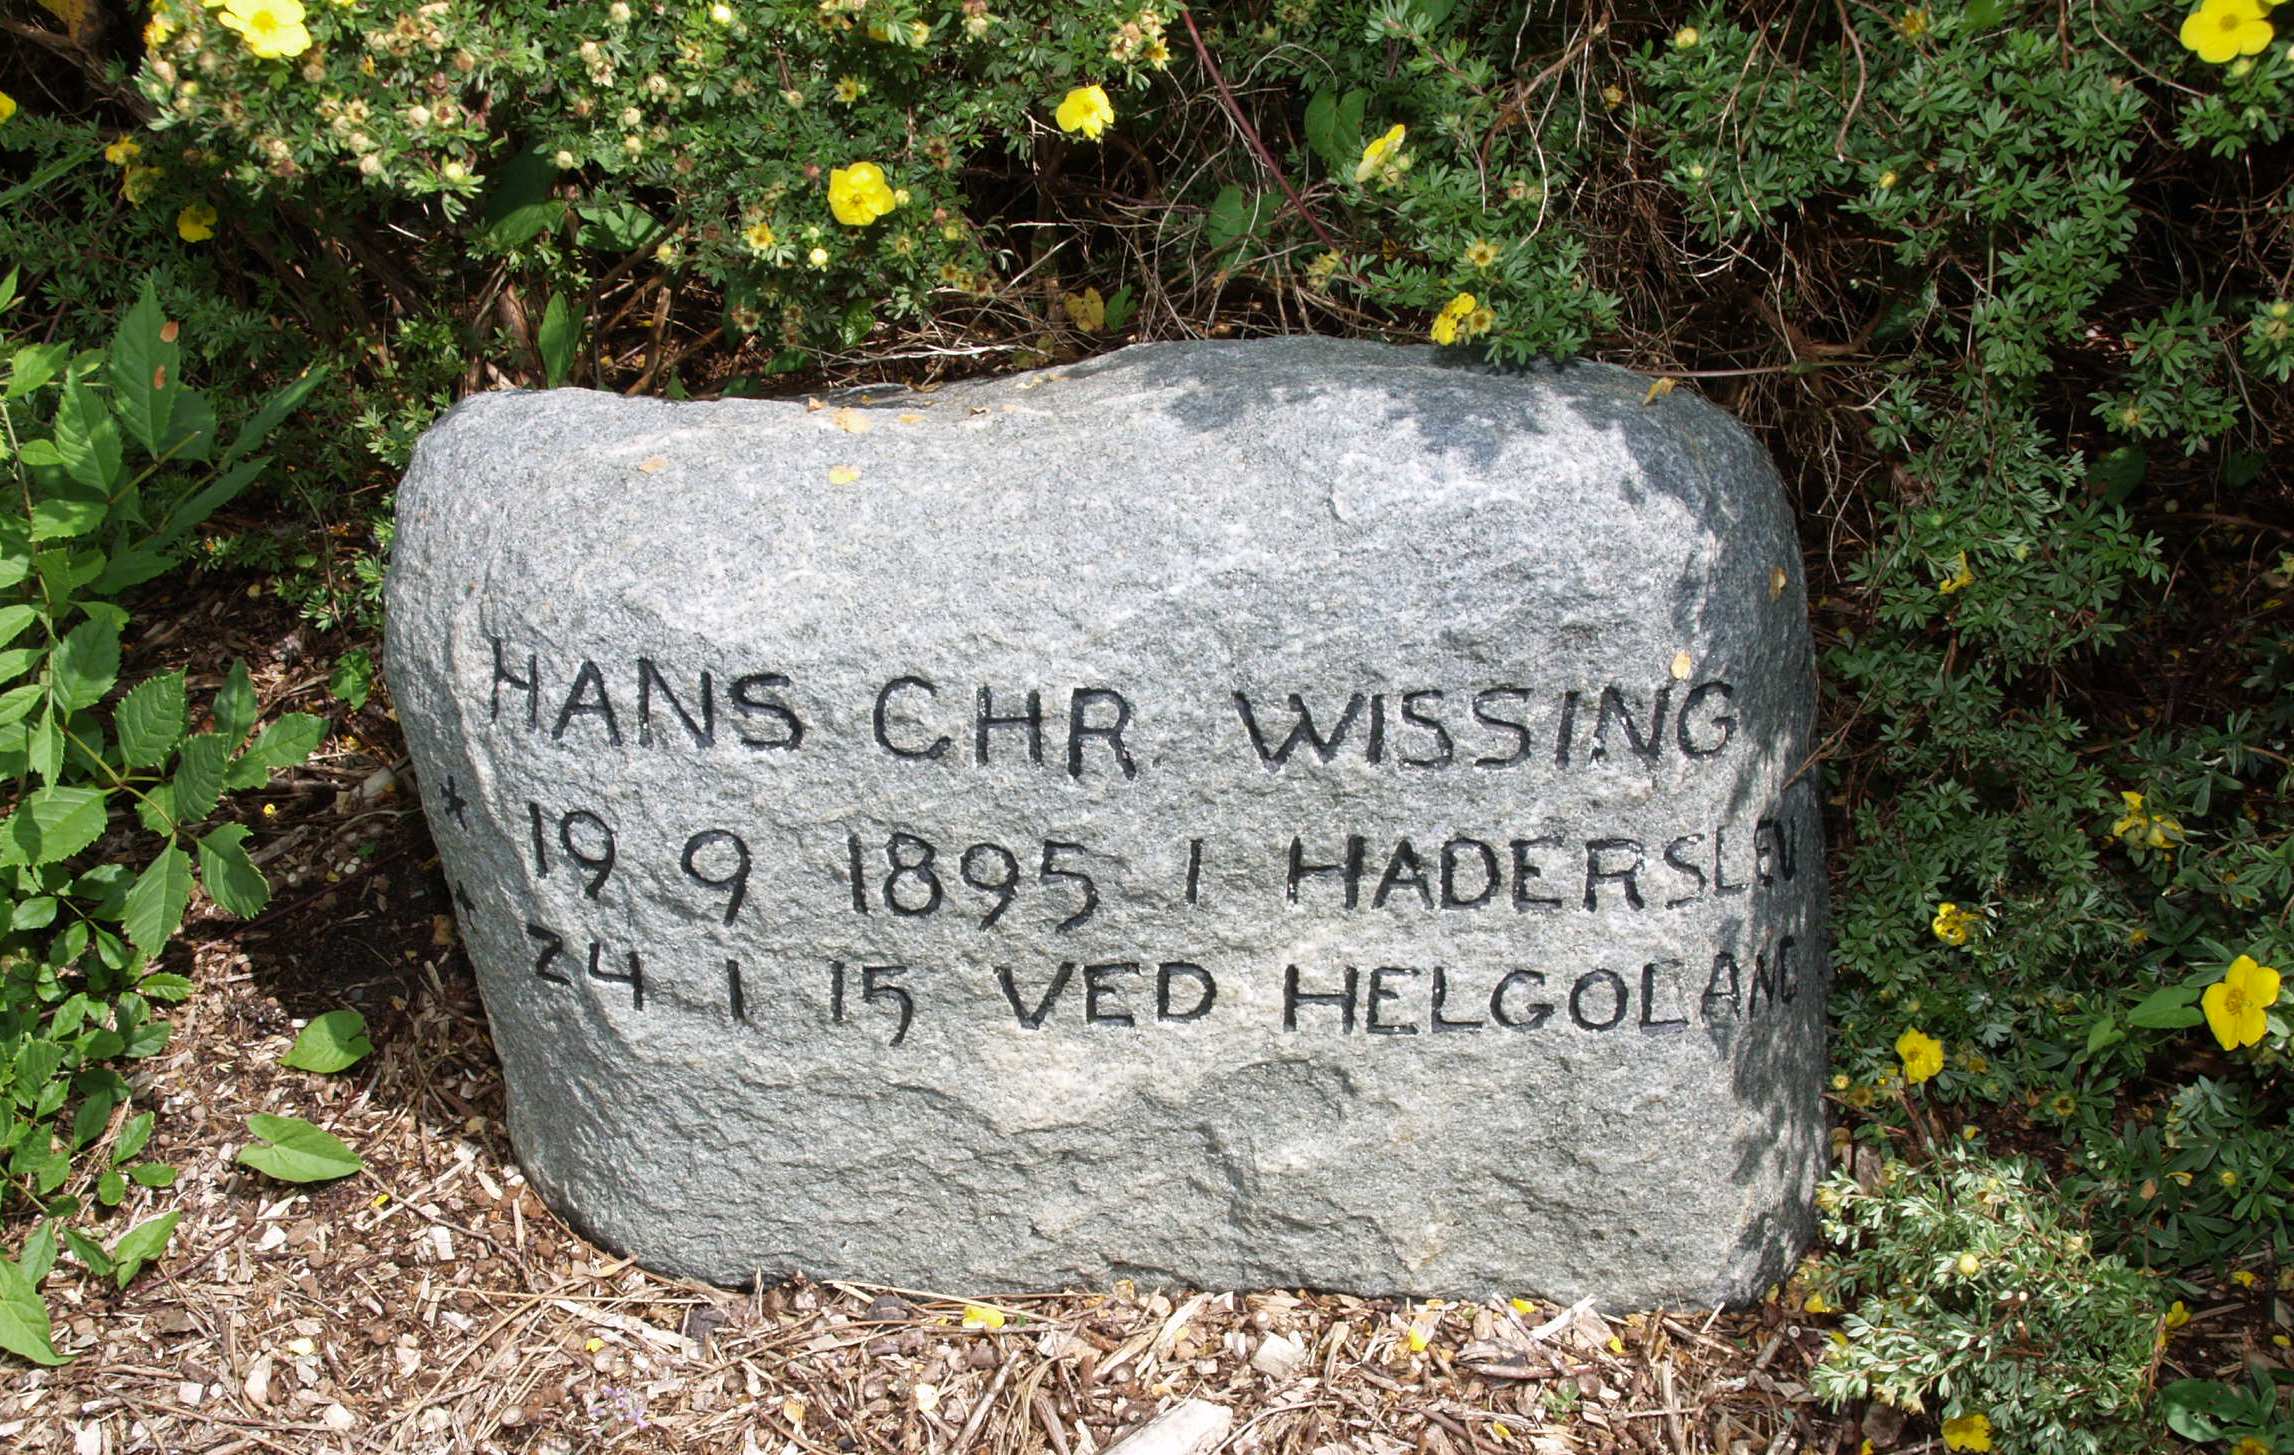 HANS CHR WISSING
* 19 9 1895 I HADERSLEV
* 24 1 15 VED HELGOLAND